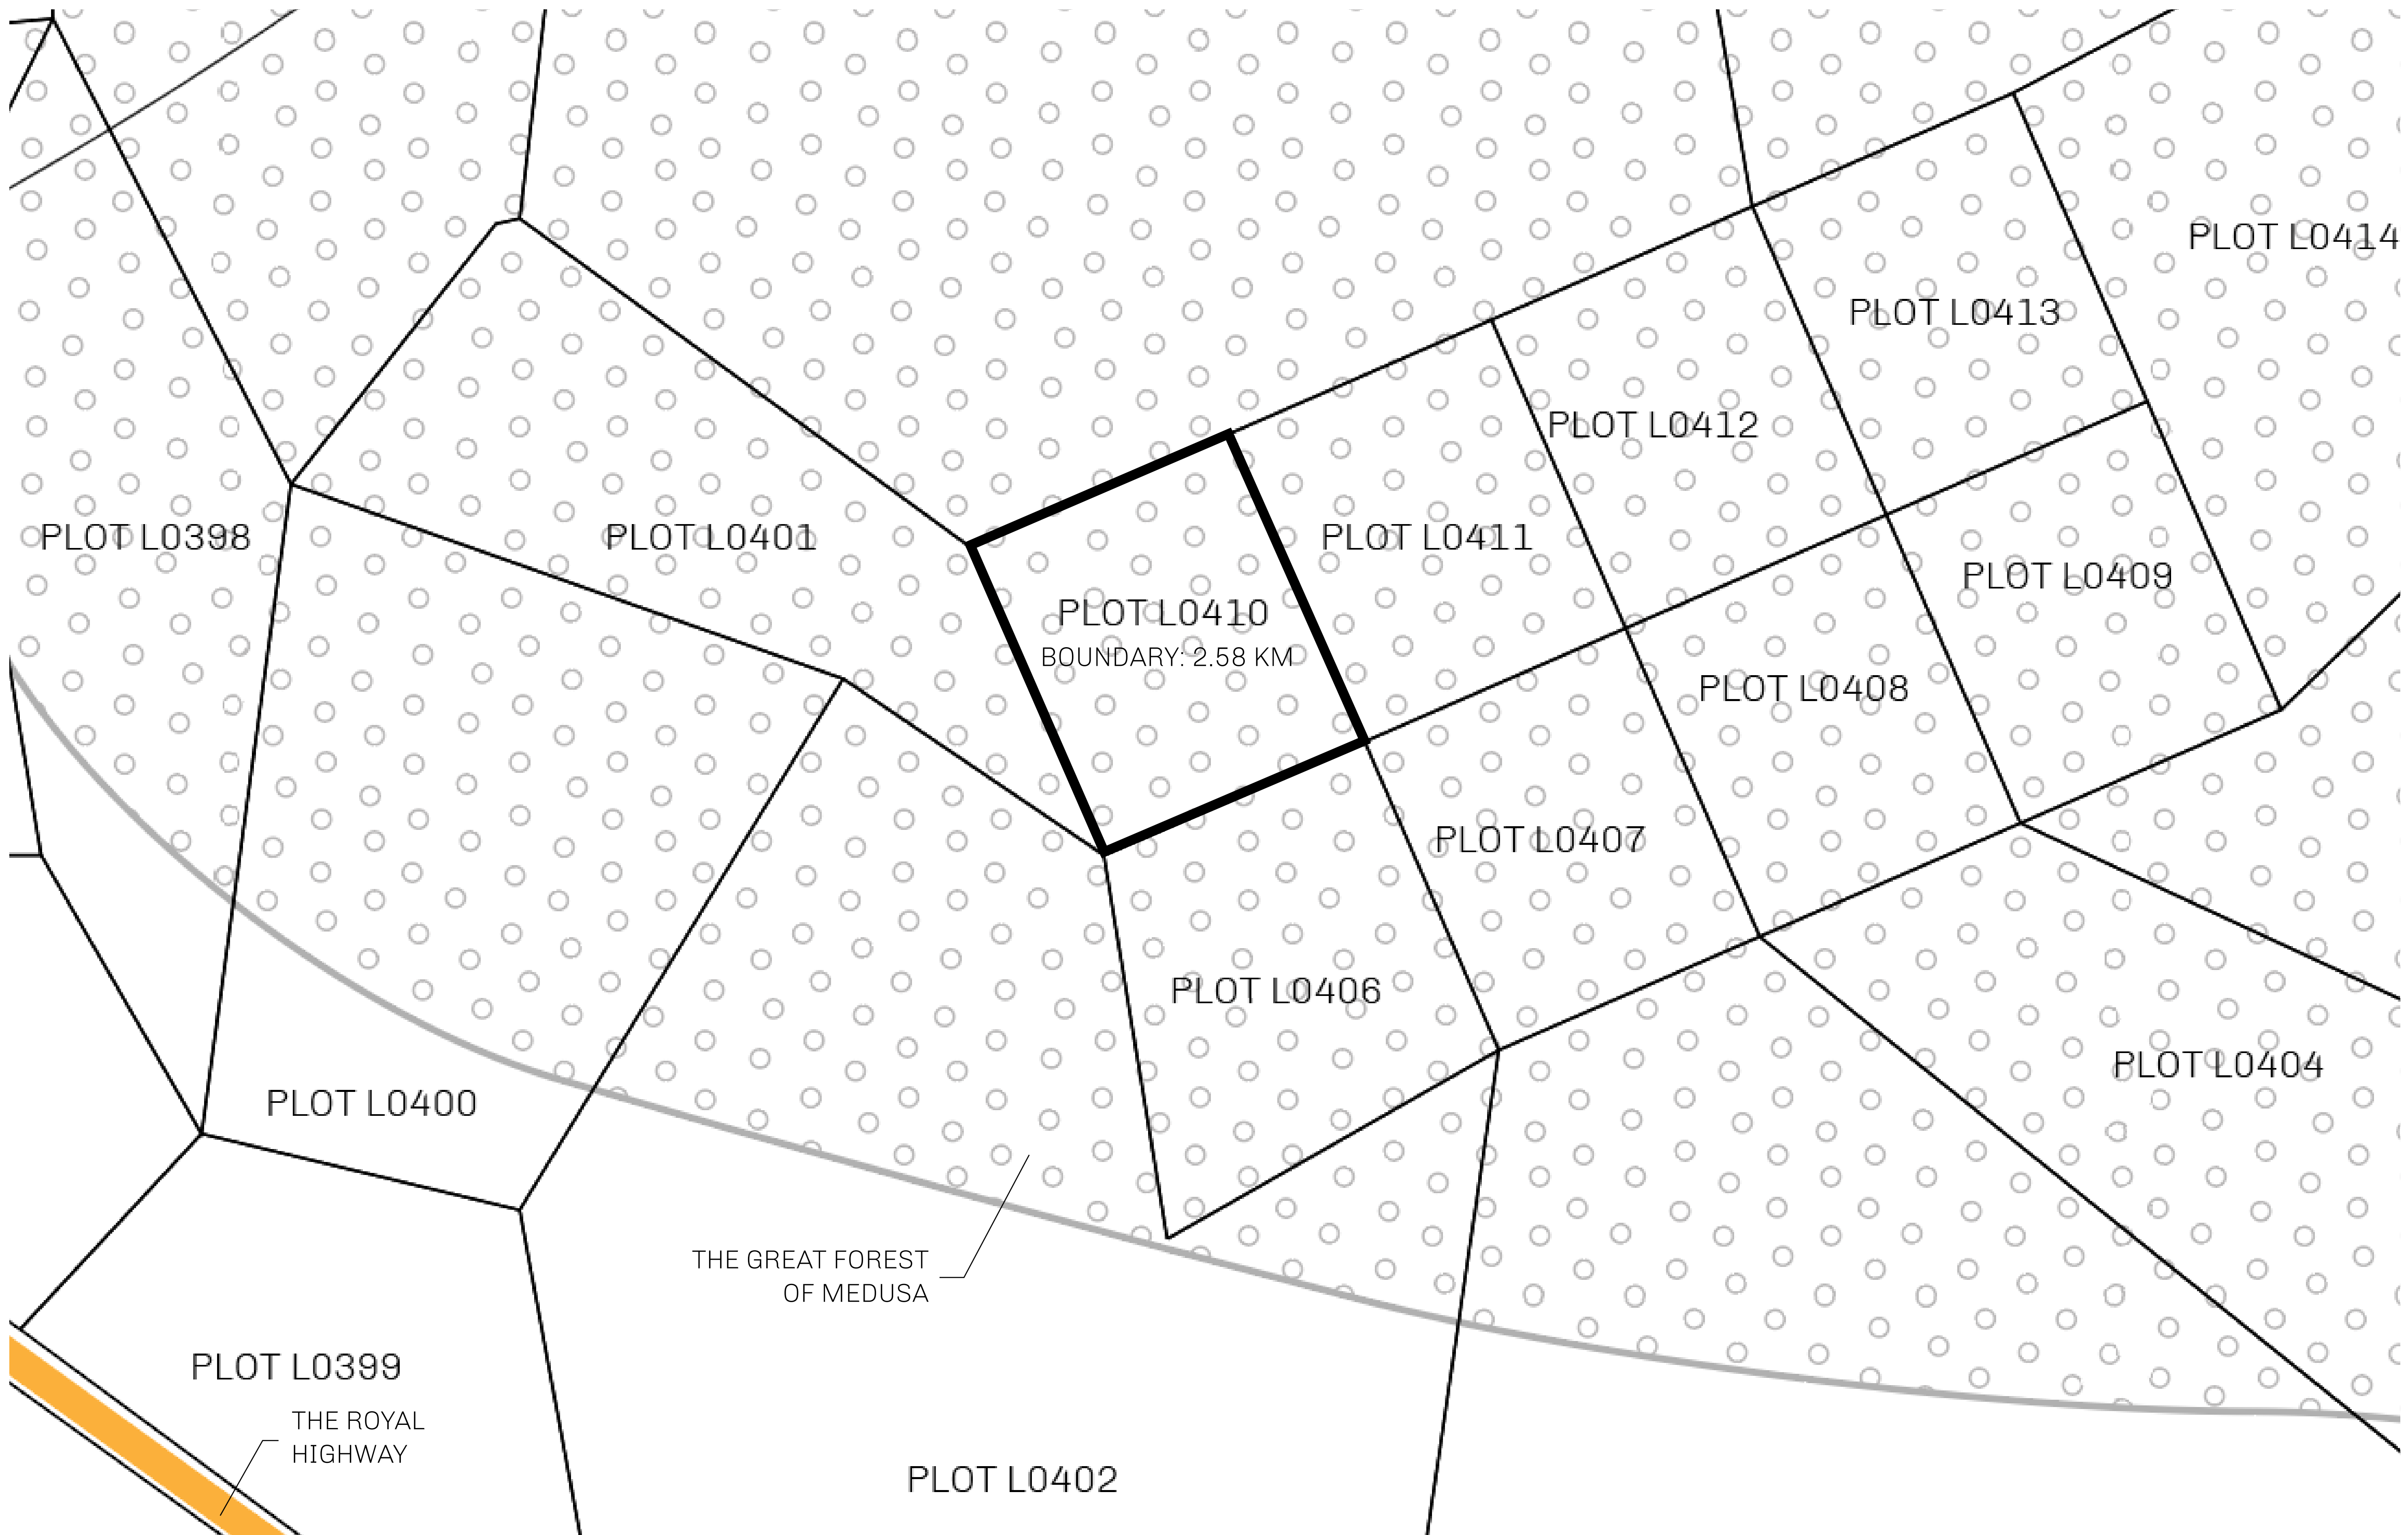 PLOT L0414
PLOT L0413
PLOT L0412
PLOT L0398
PLOT L0401
PLOT L0411
PLOT L0409
PLOT L0410
BOUNDARY: 2.58 KM
PLOT L0408
PLOT L0407
PLOT L0406
PLOT L0404
PLOT L0400
THE GREAT FOREST
OF MEDUSA
PLOT L0399
THE ROYAL
HIGHWAY
PLOT L0402